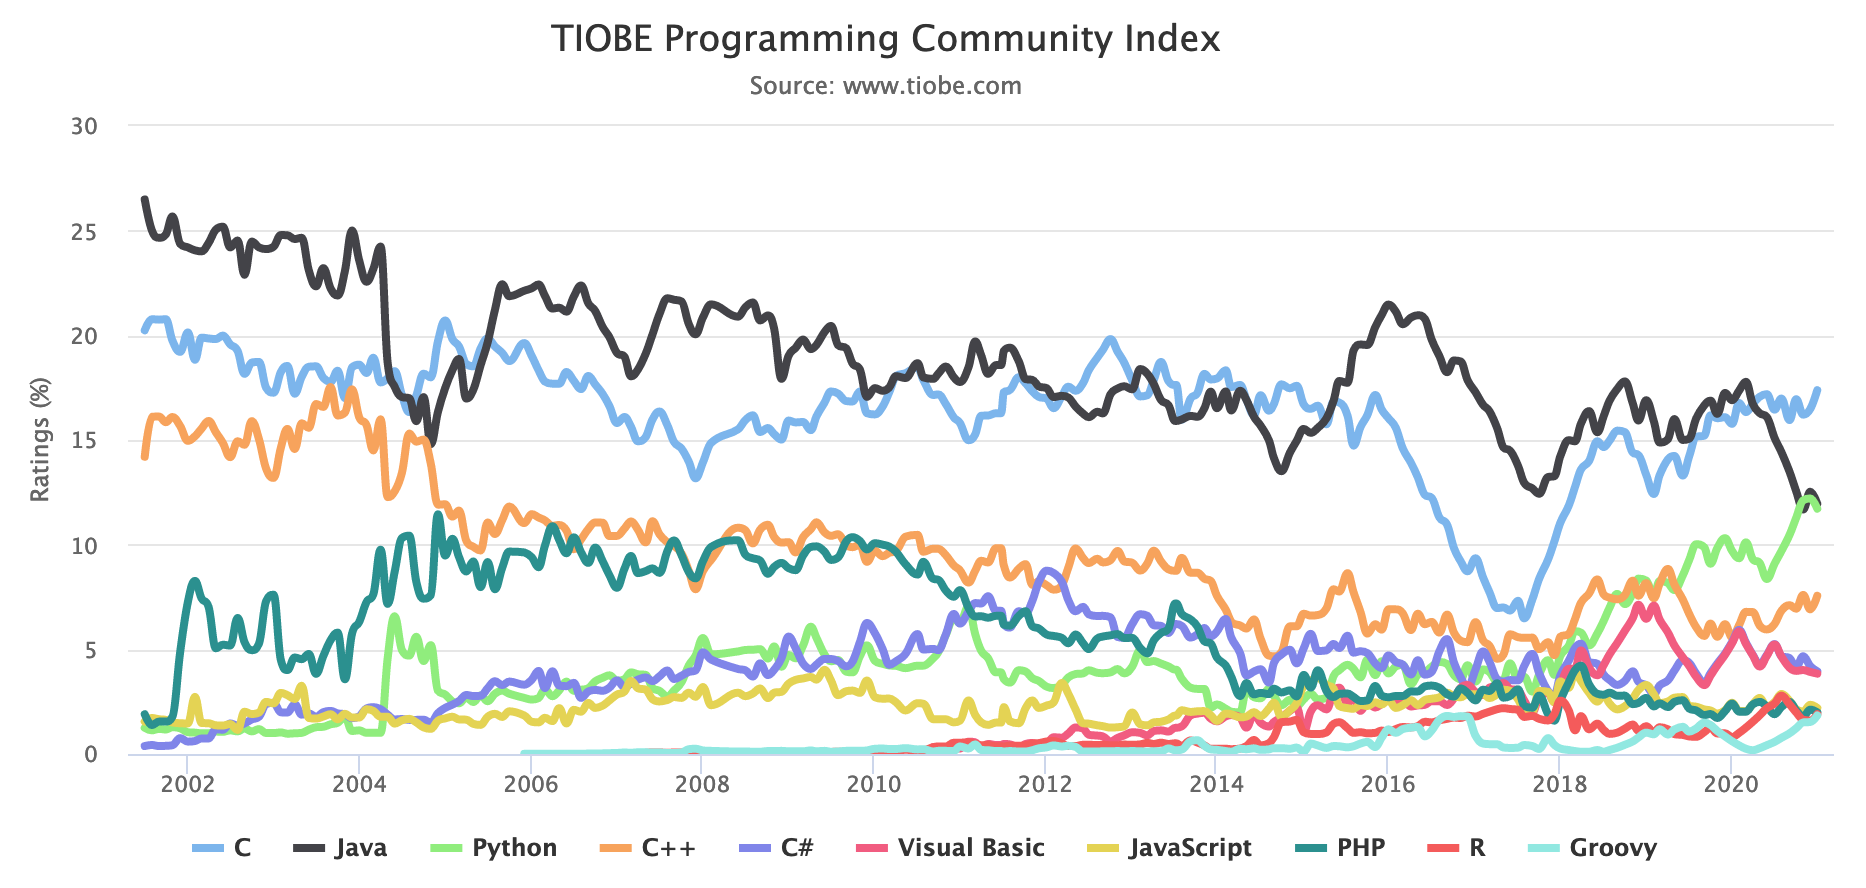 TIOBE Programming Community Index
Source: www.tiobe.com
Ratings (%)
30
25
20
15
10
5
0
2002 2004 2006 2008 2010 2012 2014 2016 2018 2020
C Java Python C++ C# Visual Basic JavaScript PHP R Groovy